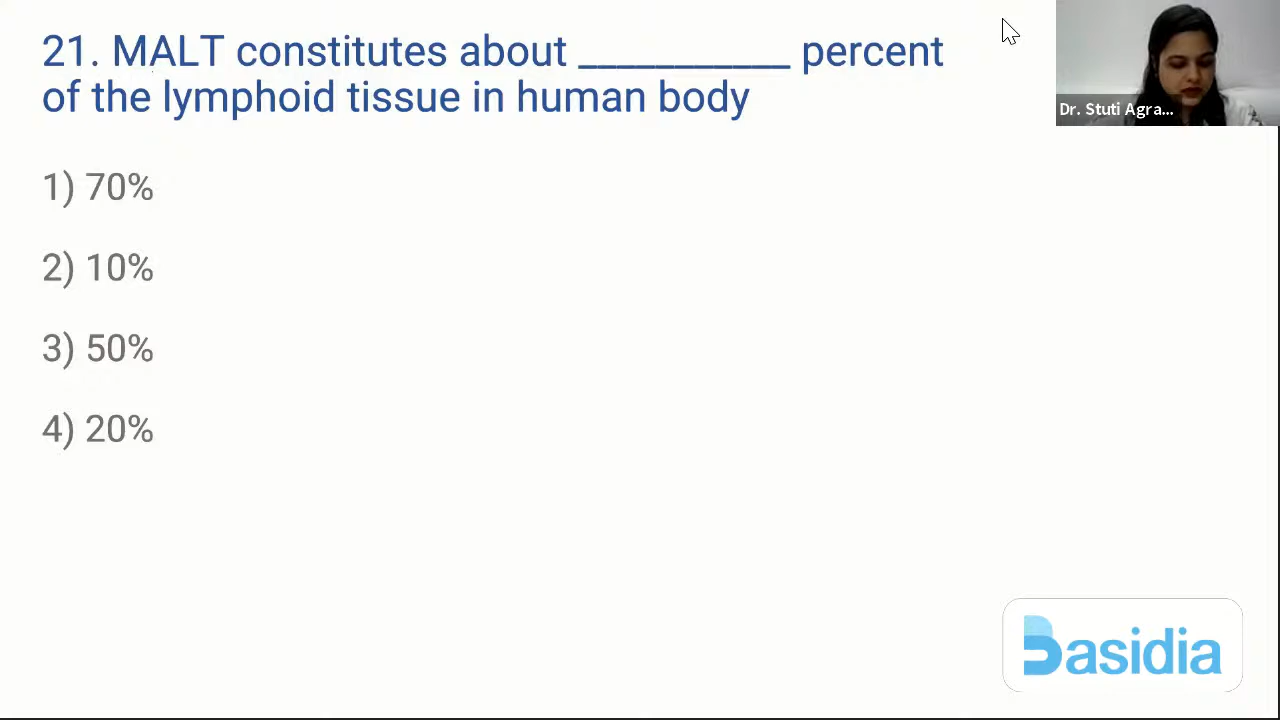 21. MALT constitutes about ___________ percent
of the lymphoid tissue in human body
Dr. Stuti Agra...
1) 70%
2) 10%
3) 50%
4) 20%
Basidia